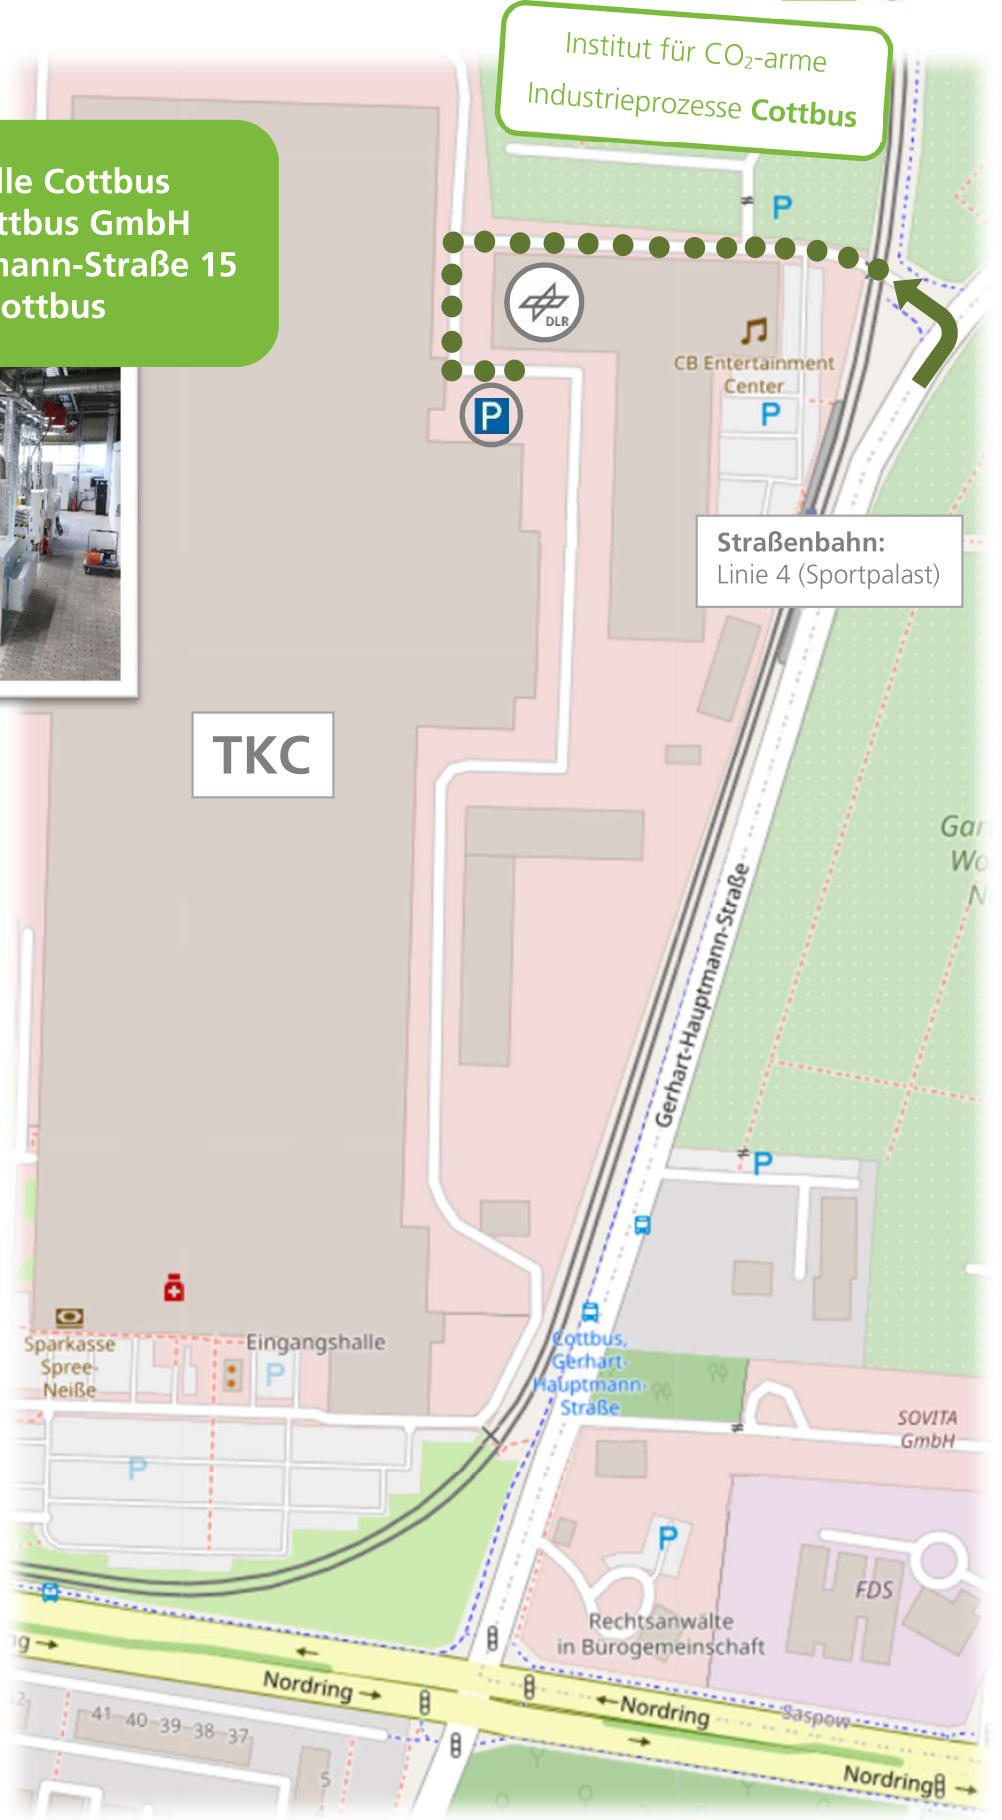 Institut für CO₂-arme
Industrieprozesse Cottbus
lle Cottbus
ttbus GmbH
mann-Straße 15
ottbus
P
DLR
CB Entertainment
Center
P
P
Straßenbahn:
Linie 4 (Sportpalast)
TKC
Gerhart-Hauptmann-Straße
P
Sparkasse
Spree-
Neiße
Eingangshalle
P
Cottbus,
Gerhart-
Hauptmann-
Straße
SOVITA
GmbH
P
P
FDS
Rechtsanwälte
in Bürogemeinschaft
Nordring
Nordring
Saspow
41 40 39 38 37
5
Nordring